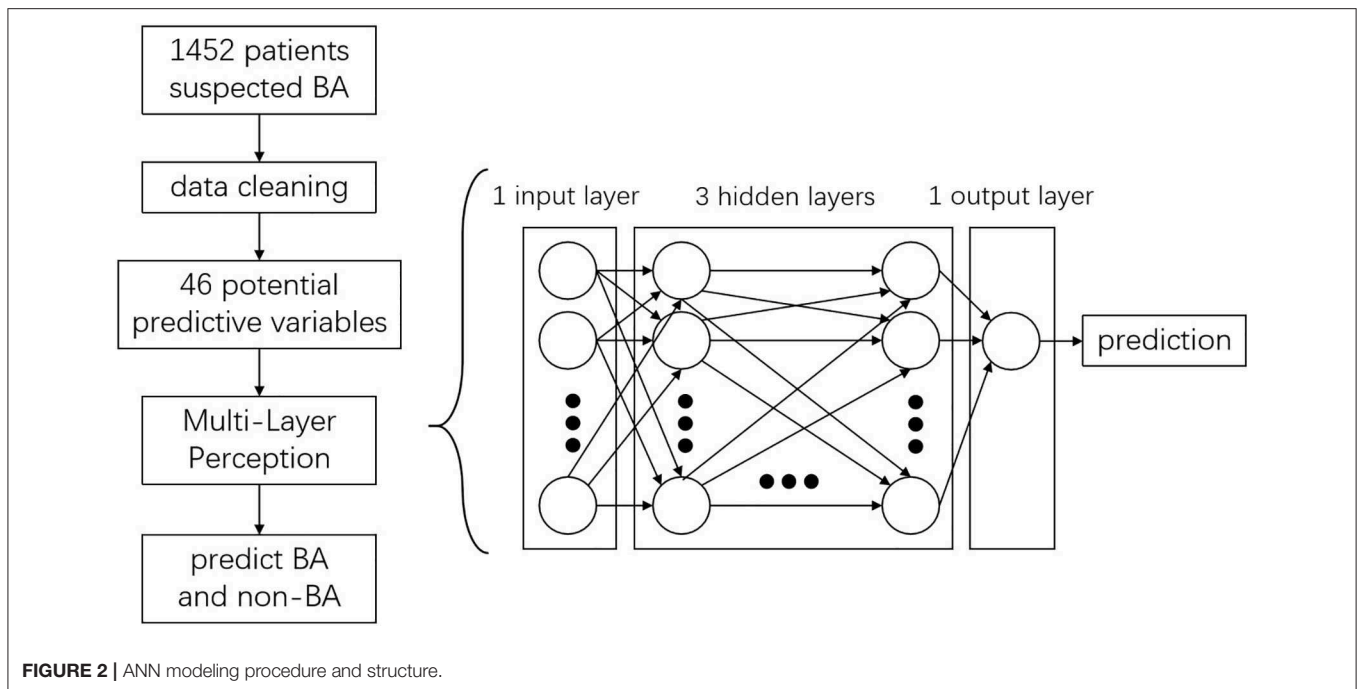 1452 patients
suspected BA
data cleaning
46 potential
predictive variables
Multi-Layer
Perception
predict BA
and non-BA
1 input layer
3 hidden layers
1 output layer
prediction
FIGURE 2 | ANN modeling procedure and structure.